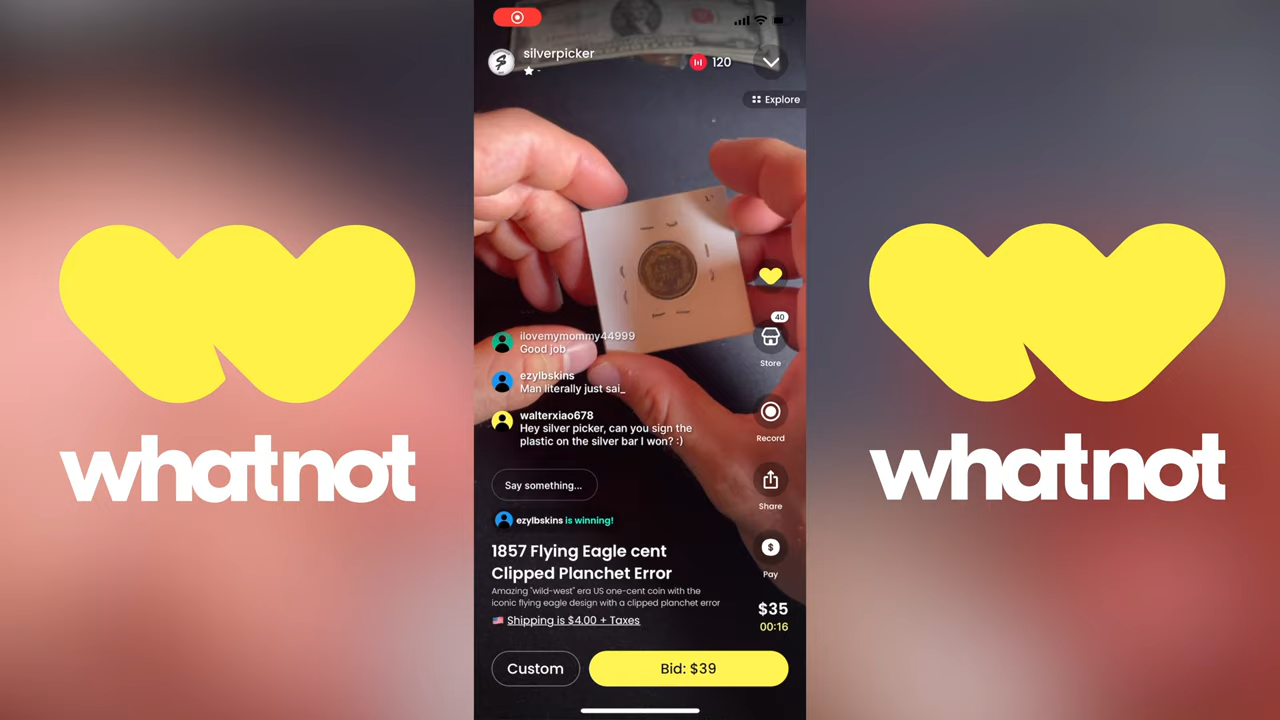 silverpicker
120
Explore
ilovemymommy44999
Good job
40
Store
ezylbskins
Man literally just sai_
walterxiao678
Hey silver picker, can you sign the
plastic on the silver bar I won? :)
Record
Say something...
Share
ezylbskins is winning!
1857 Flying Eagle cent
Clipped Planchet Error
Amazing "wild-west" era US one-cent coin with the
iconic flying eagle design with a clipped planchet error
Shipping is $4.00 + Taxes
Pay
$35
00:16
Custom
Bid: $39
whatnot
whatnot